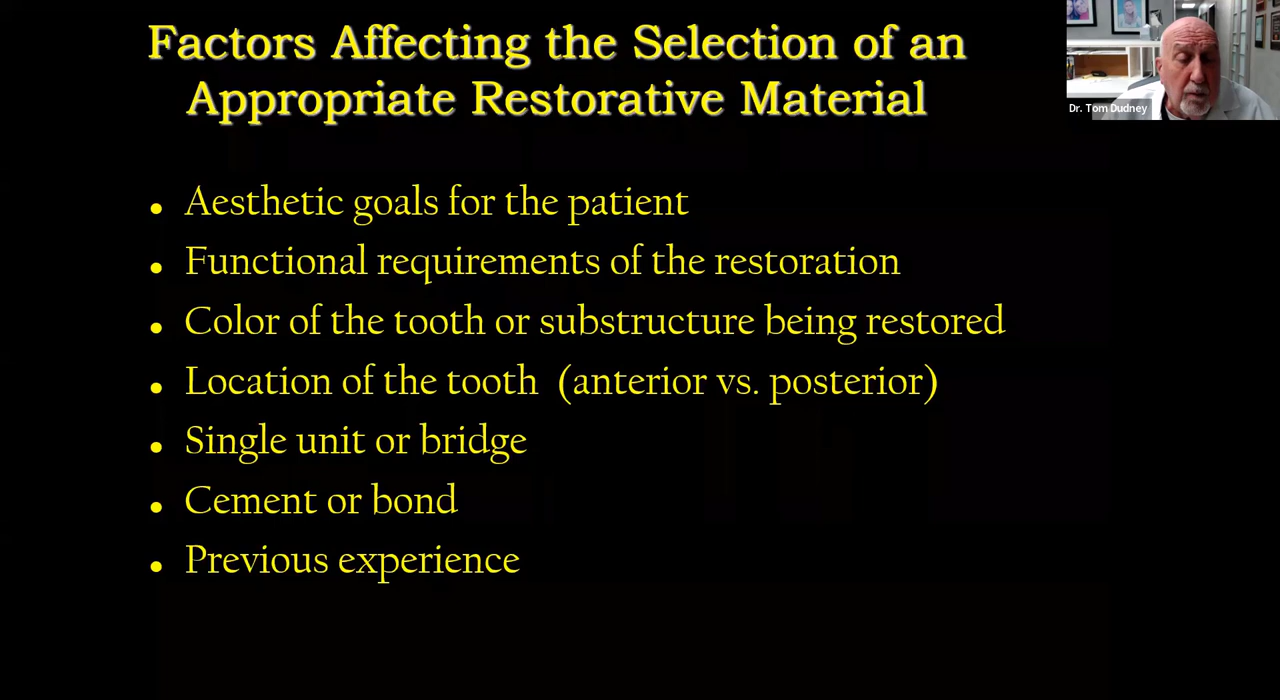 Factors Affecting the Selection of an
Appropriate Restorative Material
Dr. Tom Dudney
• Aesthetic goals for the patient
• Functional requirements of the restoration
• Color of the tooth or substructure being restored
• Location of the tooth (anterior vs. posterior)
• Single unit or bridge
• Cement or bond
• Previous experience